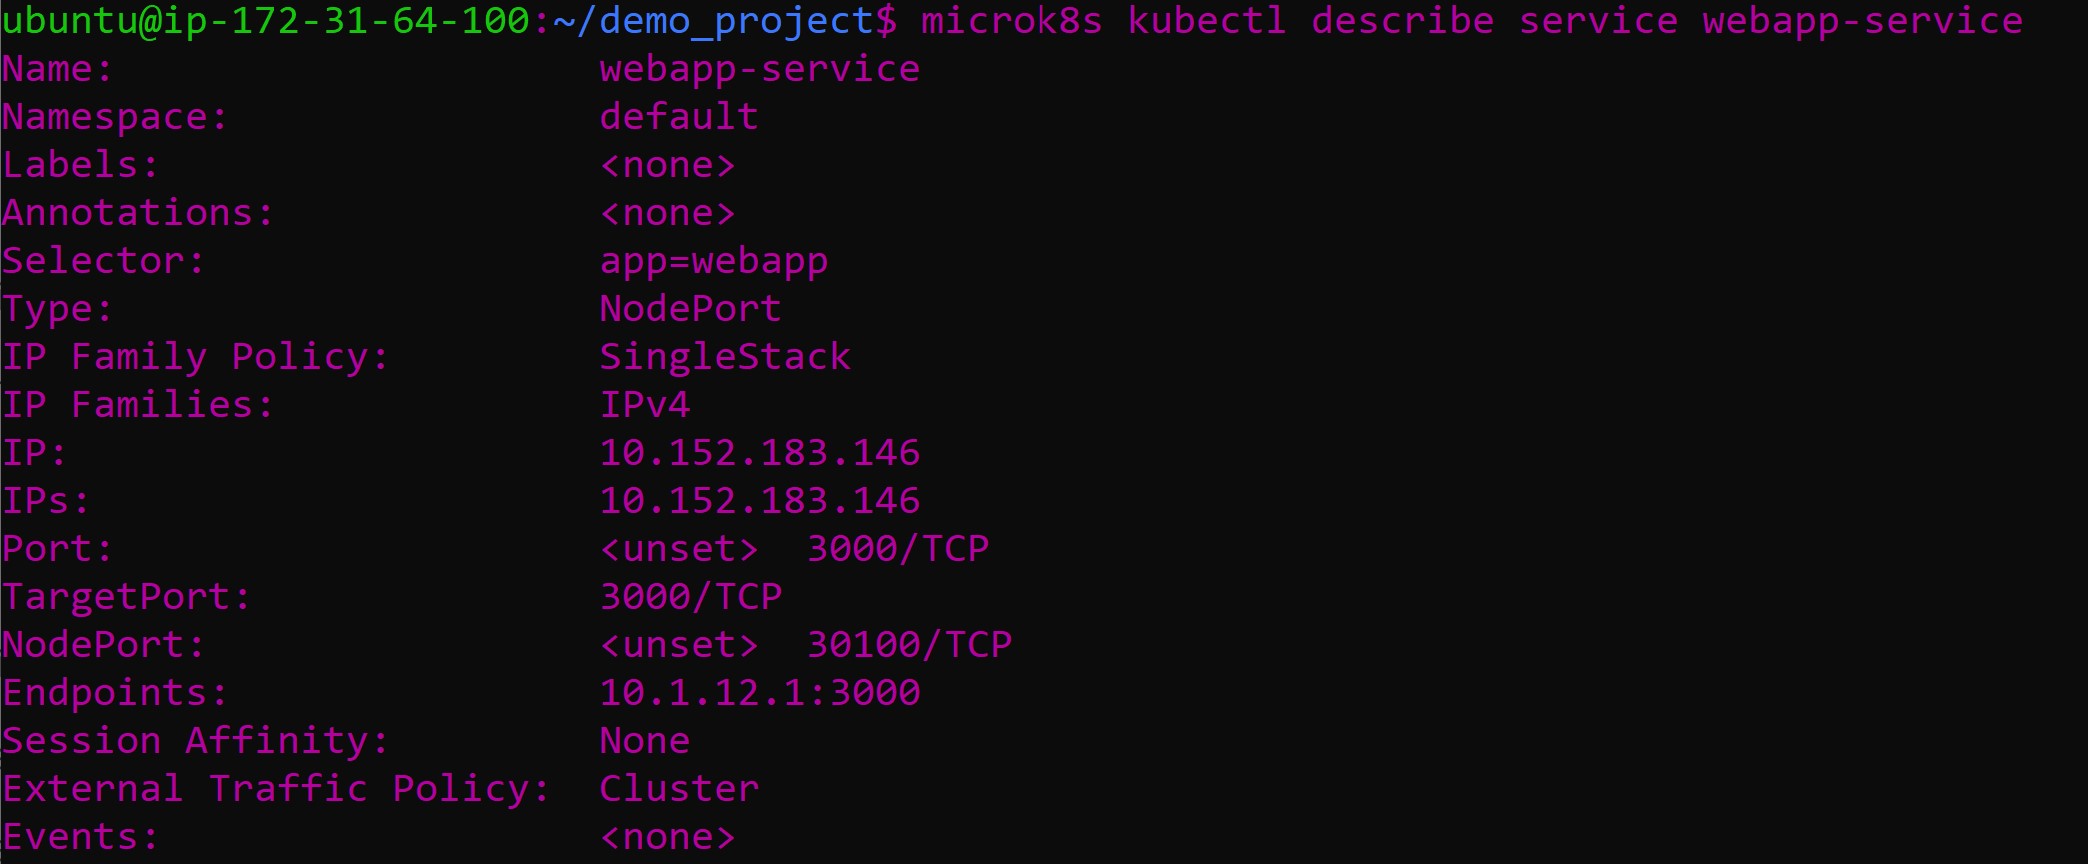 ubuntu@ip-172-31-64-100:~/demo_project$ microk8s kubectl describe service webapp-service
Name:                     webapp-service
Namespace:                default
Labels:                   <none>
Annotations:              <none>
Selector:                 app=webapp
Type:                     NodePort
IP Family Policy:         SingleStack
IP Families:              IPv4
IP:                       10.152.183.146
IPs:                      10.152.183.146
Port:                     <unset>  3000/TCP
TargetPort:               3000/TCP
NodePort:                 <unset>  30100/TCP
Endpoints:                10.1.12.1:3000
Session Affinity:         None
External Traffic Policy:  Cluster
Events:                   <none>